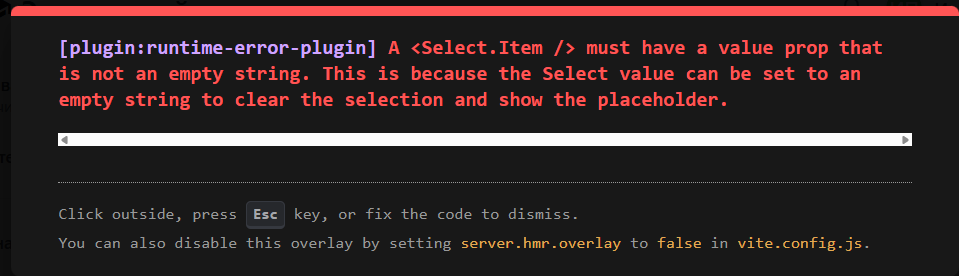 [plugin:runtime-error-plugin] A <Select.Item /> must have a value prop that
is not an empty string. This is because the Select value can be set to an
empty string to clear the selection and show the placeholder.
Click outside, press Esc key, or fix the code to dismiss.
You can also disable this overlay by setting server.hmr.overlay to false in vite.config.js.